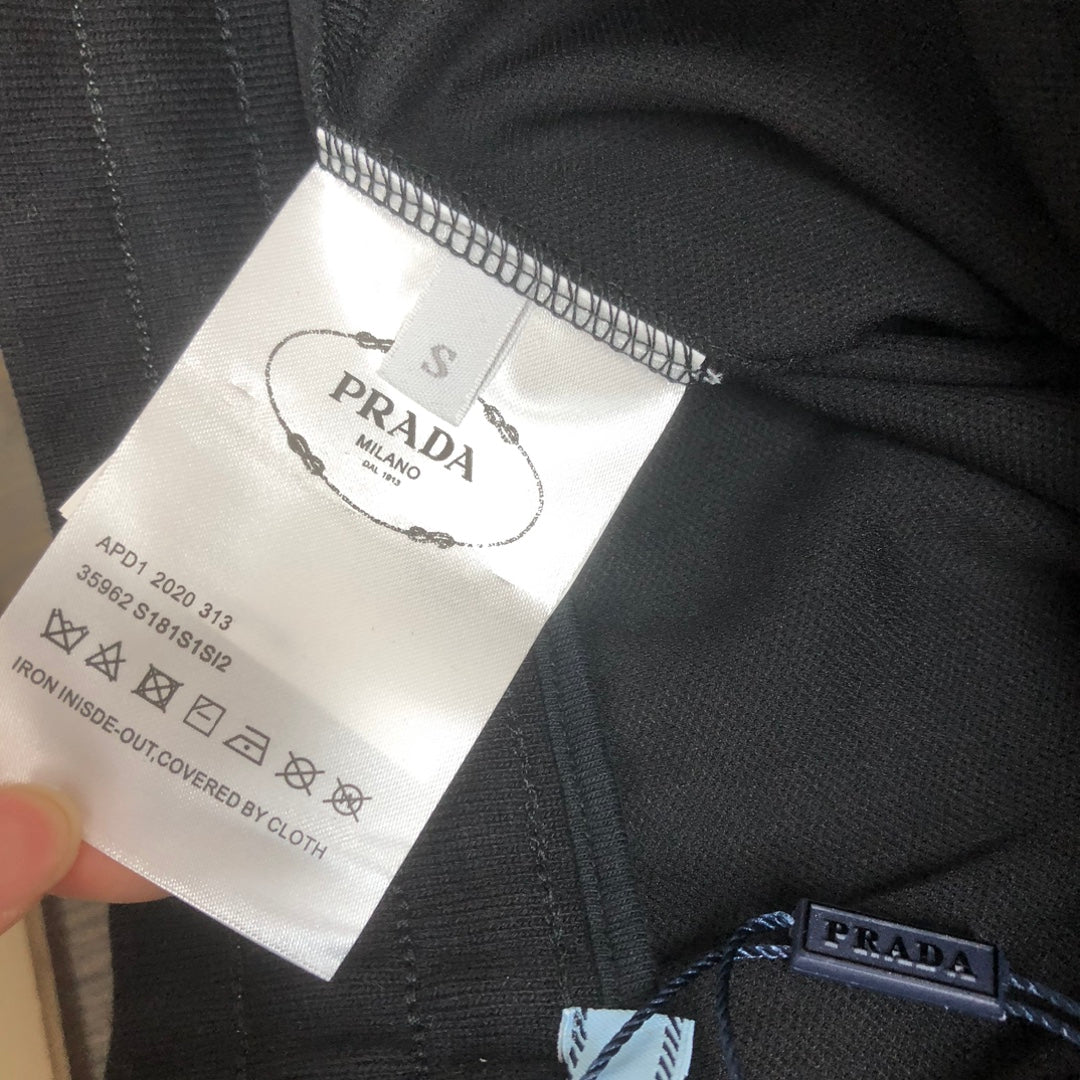 S
PRADA
MILANO
DAL 1913
APD1 2020 313
35962 S181S1SI2
IRON INISDE-OUT,COVERED BY CLOTH
PRADA